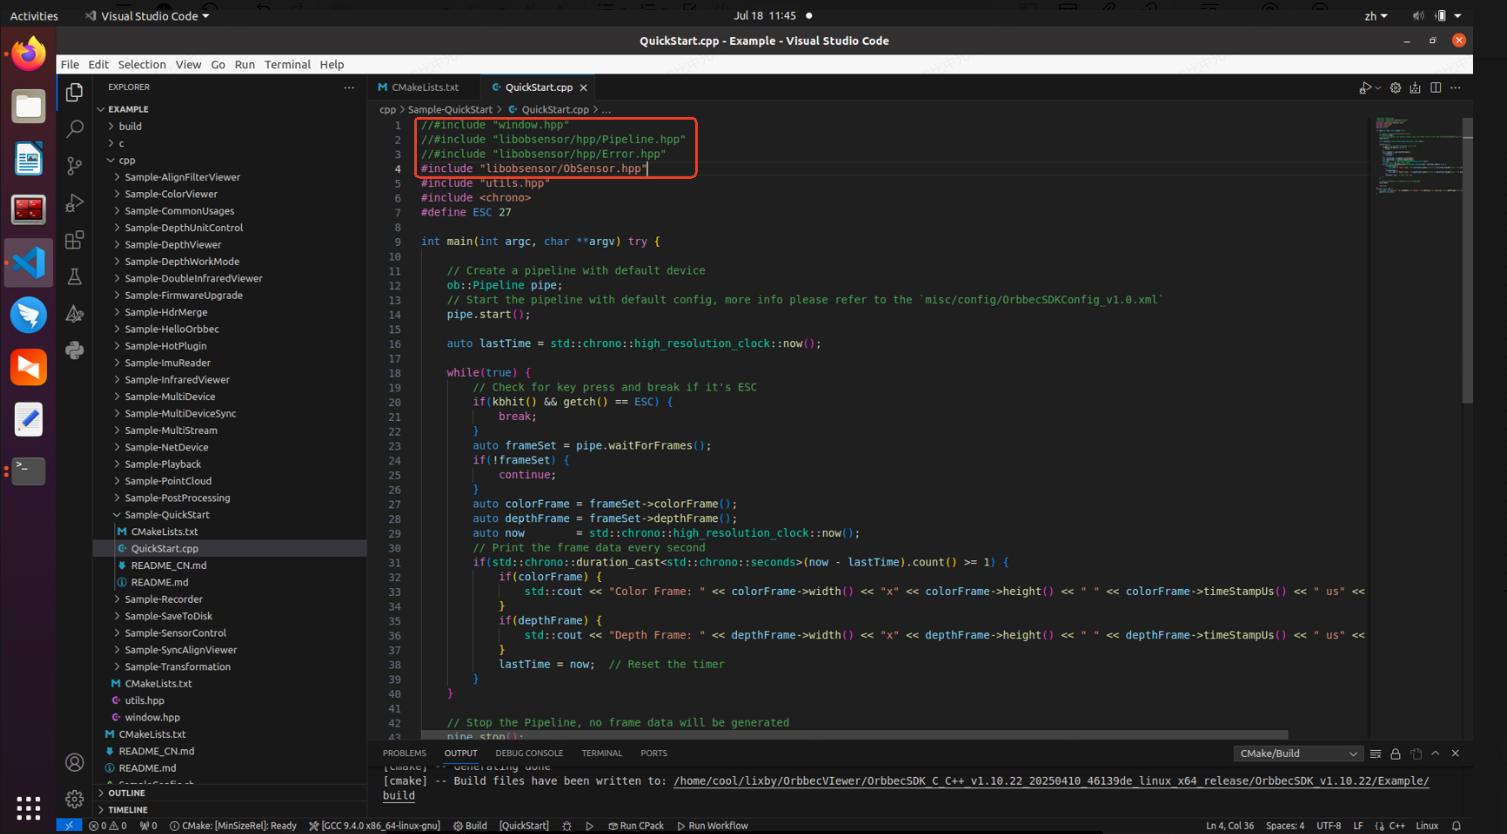 Activities
Visual Studio Code
Jul 18 11:45
zh
QuickStart.cpp - Example - Visual Studio Code
File Edit Selection View Go Run Terminal Help
EXPLORER
EXAMPLE
build
c
cpp
Sample-AlignFilterViewer
Sample-ColorViewer
Sample-CommonUsages
Sample-DepthUnitControl
Sample-DepthViewer
Sample-DepthWorkMode
Sample-DoubleInfraredViewer
Sample-FirmwareUpgrade
Sample-HdrMerge
Sample-HelloOrbbec
Sample-HotPlugin
Sample-ImuReader
Sample-InfraredViewer
Sample-MultiDevice
Sample-MultiDeviceSync
Sample-MultiStream
Sample-NetDevice
Sample-Playback
Sample-PointCloud
Sample-PostProcessing
Sample-QuickStart
CMakeLists.txt
QuickStart.cpp
README_CN.md
README.md
Sample-Recorder
Sample-SaveToDisk
Sample-SensorControl
Sample-SyncAlignViewer
Sample-Transformation
CMakeLists.txt
utils.hpp
window.hpp
CMakeLists.txt
README_CN.md
README.md
OUTLINE
TIMELINE
CMakeLists.txt
QuickStart.cpp
cpp > Sample-QuickStart > QuickStart.cpp > ...
1 //#include "window.hpp"
2 //#include "libobsensor/hpp/Pipeline.hpp"
3 //#include "libobsensor/hpp/Error.hpp"
4 #include "libobsensor/ObSensor.hpp"
5 #include "utils.hpp"
6 #include <chrono>
7 #define ESC 27
8
9 int main(int argc, char **argv) try {
10
11 // Create a pipeline with default device
12 ob::Pipeline pipe;
13 // Start the pipeline with default config, more info please refer to the `misc/config/OrbbecSDKConfig_v1.0.xml`
14 pipe.start();
15
16 auto lastTime = std::chrono::high_resolution_clock::now();
17
18 while(true) {
19 // Check for key press and break if it's ESC
20 if(kbhit() && getch() == ESC) {
21 break;
22 }
23 auto frameSet = pipe.waitForFrames();
24 if(!frameSet) {
25 continue;
26 }
27 auto colorFrame = frameSet->colorFrame();
28 auto depthFrame = frameSet->depthFrame();
29 auto now = std::chrono::high_resolution_clock::now();
30 // Print the frame data every second
31 if(std::chrono::duration_cast<std::chrono::seconds>(now - lastTime).count() >= 1) {
32 if(colorFrame) {
33 std::cout << "Color Frame: " << colorFrame->width() << "x" << colorFrame->height() << " " << colorFrame->timeStampUs() << " us" <<
34 }
35 if(depthFrame) {
36 std::cout << "Depth Frame: " << depthFrame->width() << "x" << depthFrame->height() << " " << depthFrame->timeStampUs() << " us" <<
37 }
38 lastTime = now; // Reset the timer
39 }
40 }
41
42 // Stop the Pipeline, no frame data will be generated
43 pipe.stop();
PROBLEMS OUTPUT DEBUG CONSOLE TERMINAL PORTS
CMake/Build
[cmake] -- Generating done
[cmake] -- Build files have been written to: /home/cool/lixby/OrbbecVIewer/OrbbecSDK_C_C++_v1.10.22_20250410_46139de_linux_x64_release/OrbbecSDK_v1.10.22/Example/
build
0 0 0 CMake: [MinSizeRel]: Ready [GCC 9.4.0 x86_64-linux-gnu] Build [QuickStart] Run CPack Run Workflow Ln 4, Col 36 Spaces: 4 UTF-8 LF C++ Linux